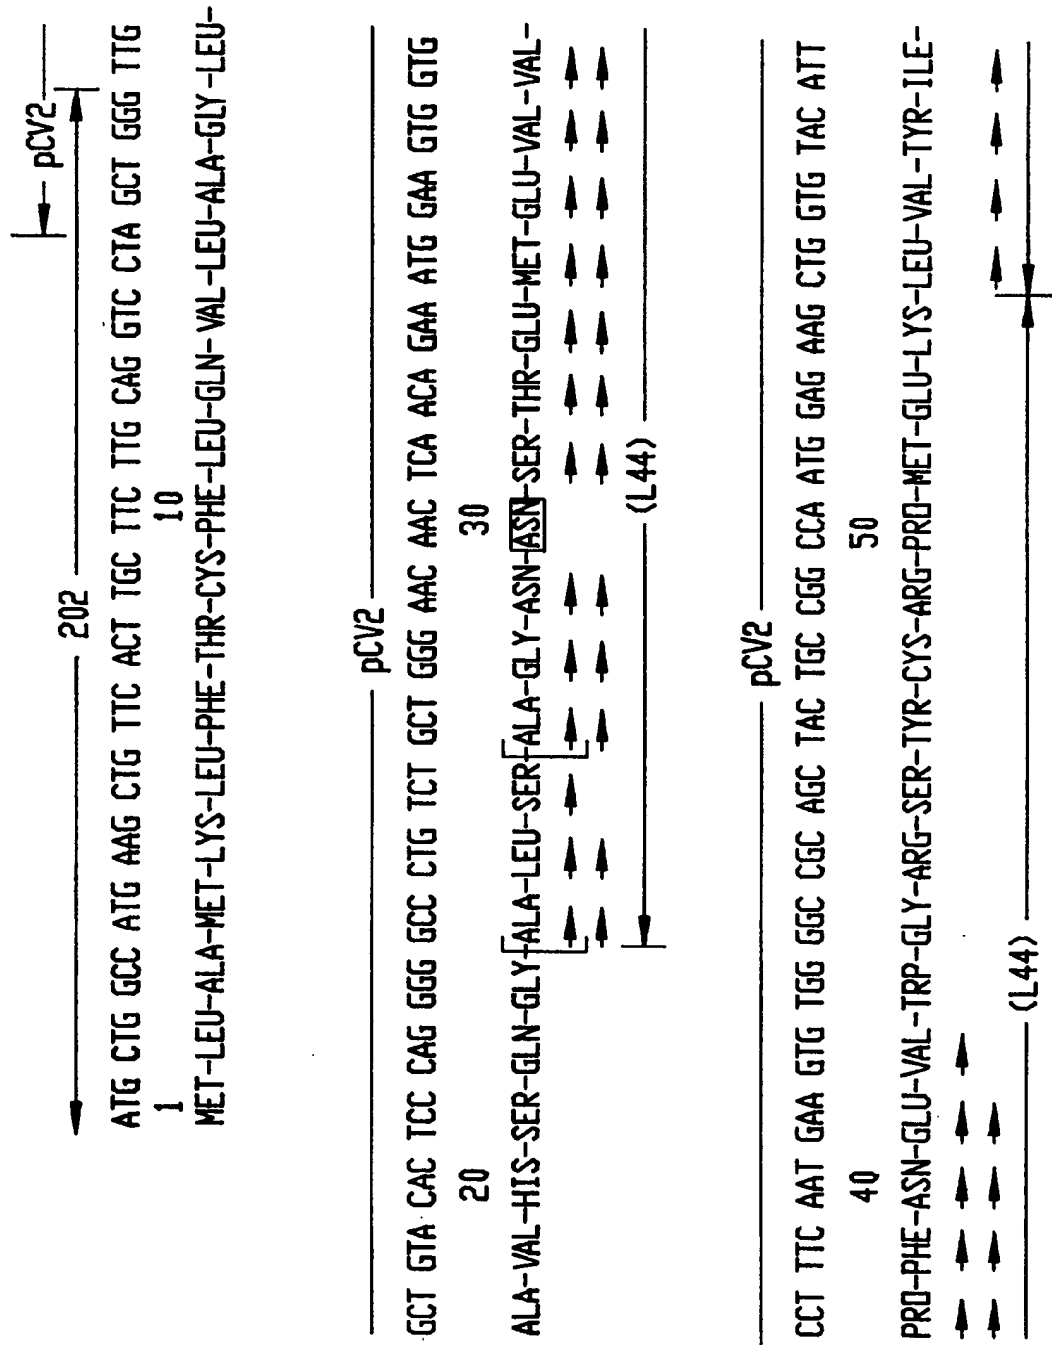 pCV2
202
ATG CTG GCC ATG AAG CTG TTC ACT TGC TTC TTG CAG GTC CTA GCT GGG TTG
1 10
MET-LEU-ALA-MET-LYS-LEU-PHE-THR-CYS-PHE-LEU-GLN-VAL-LEU-ALA-GLY-LEU-
pCV2
GCT GTA CAC TCC CAG GGG GCC CTG TCT GCT GGG AAC AAC TCA ACA GAA ATG GAA GTG GTG
20 30
ALA-VAL-HIS-SER-GLN-GLY-ALA-LEU-SER-ALA-GLY-ASN-ASN-SER-THR-GLU-MET-GLU-VAL-VAL-
(L44)
pCV2
CCT TTC AAT GAA GTG TGG GGC CGC AGC TAC TGC CGG CCA ATG GAG AAG CTG GTG TAC ATT
40 50
PRO-PHE-ASN-GLU-VAL-TRP-GLY-ARG-SER-TYR-CYS-ARG-PRO-MET-GLU-LYS-LEU-VAL-TYR-ILE-
(L44)